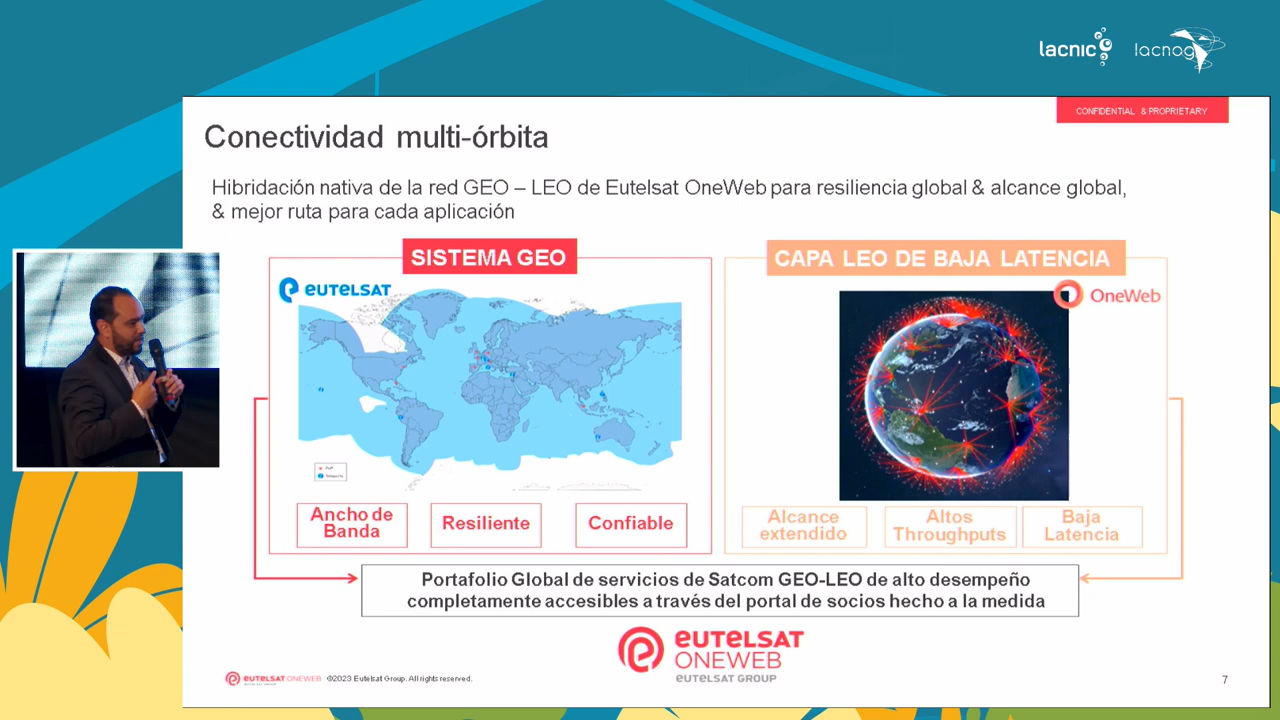 lacnic
lacnog
CONFIDENTIAL & PROPRIETARY
Conectividad multi-órbita
Hibridación nativa de la red GEO – LEO de Eutelsat OneWeb para resiliencia global & alcance global,
& mejor ruta para cada aplicación
SISTEMA GEO
CAPA LEO DE BAJA LATENCIA
eutelsat
OneWeb
PoP
Teleports
Ancho de
Banda
Resiliente
Confiable
Alcance
extendido
Altos
Throughputs
Baja
Latencia
Portafolio Global de servicios de Satcom GEO-LEO de alto desempeño
completamente accesibles a través del portal de socios hecho a la medida
eutelsat
ONEWEB
eutelsat GROUP
eutelsat ONEWEB ©2023 Eutelsat Group. All rights reserved.
7